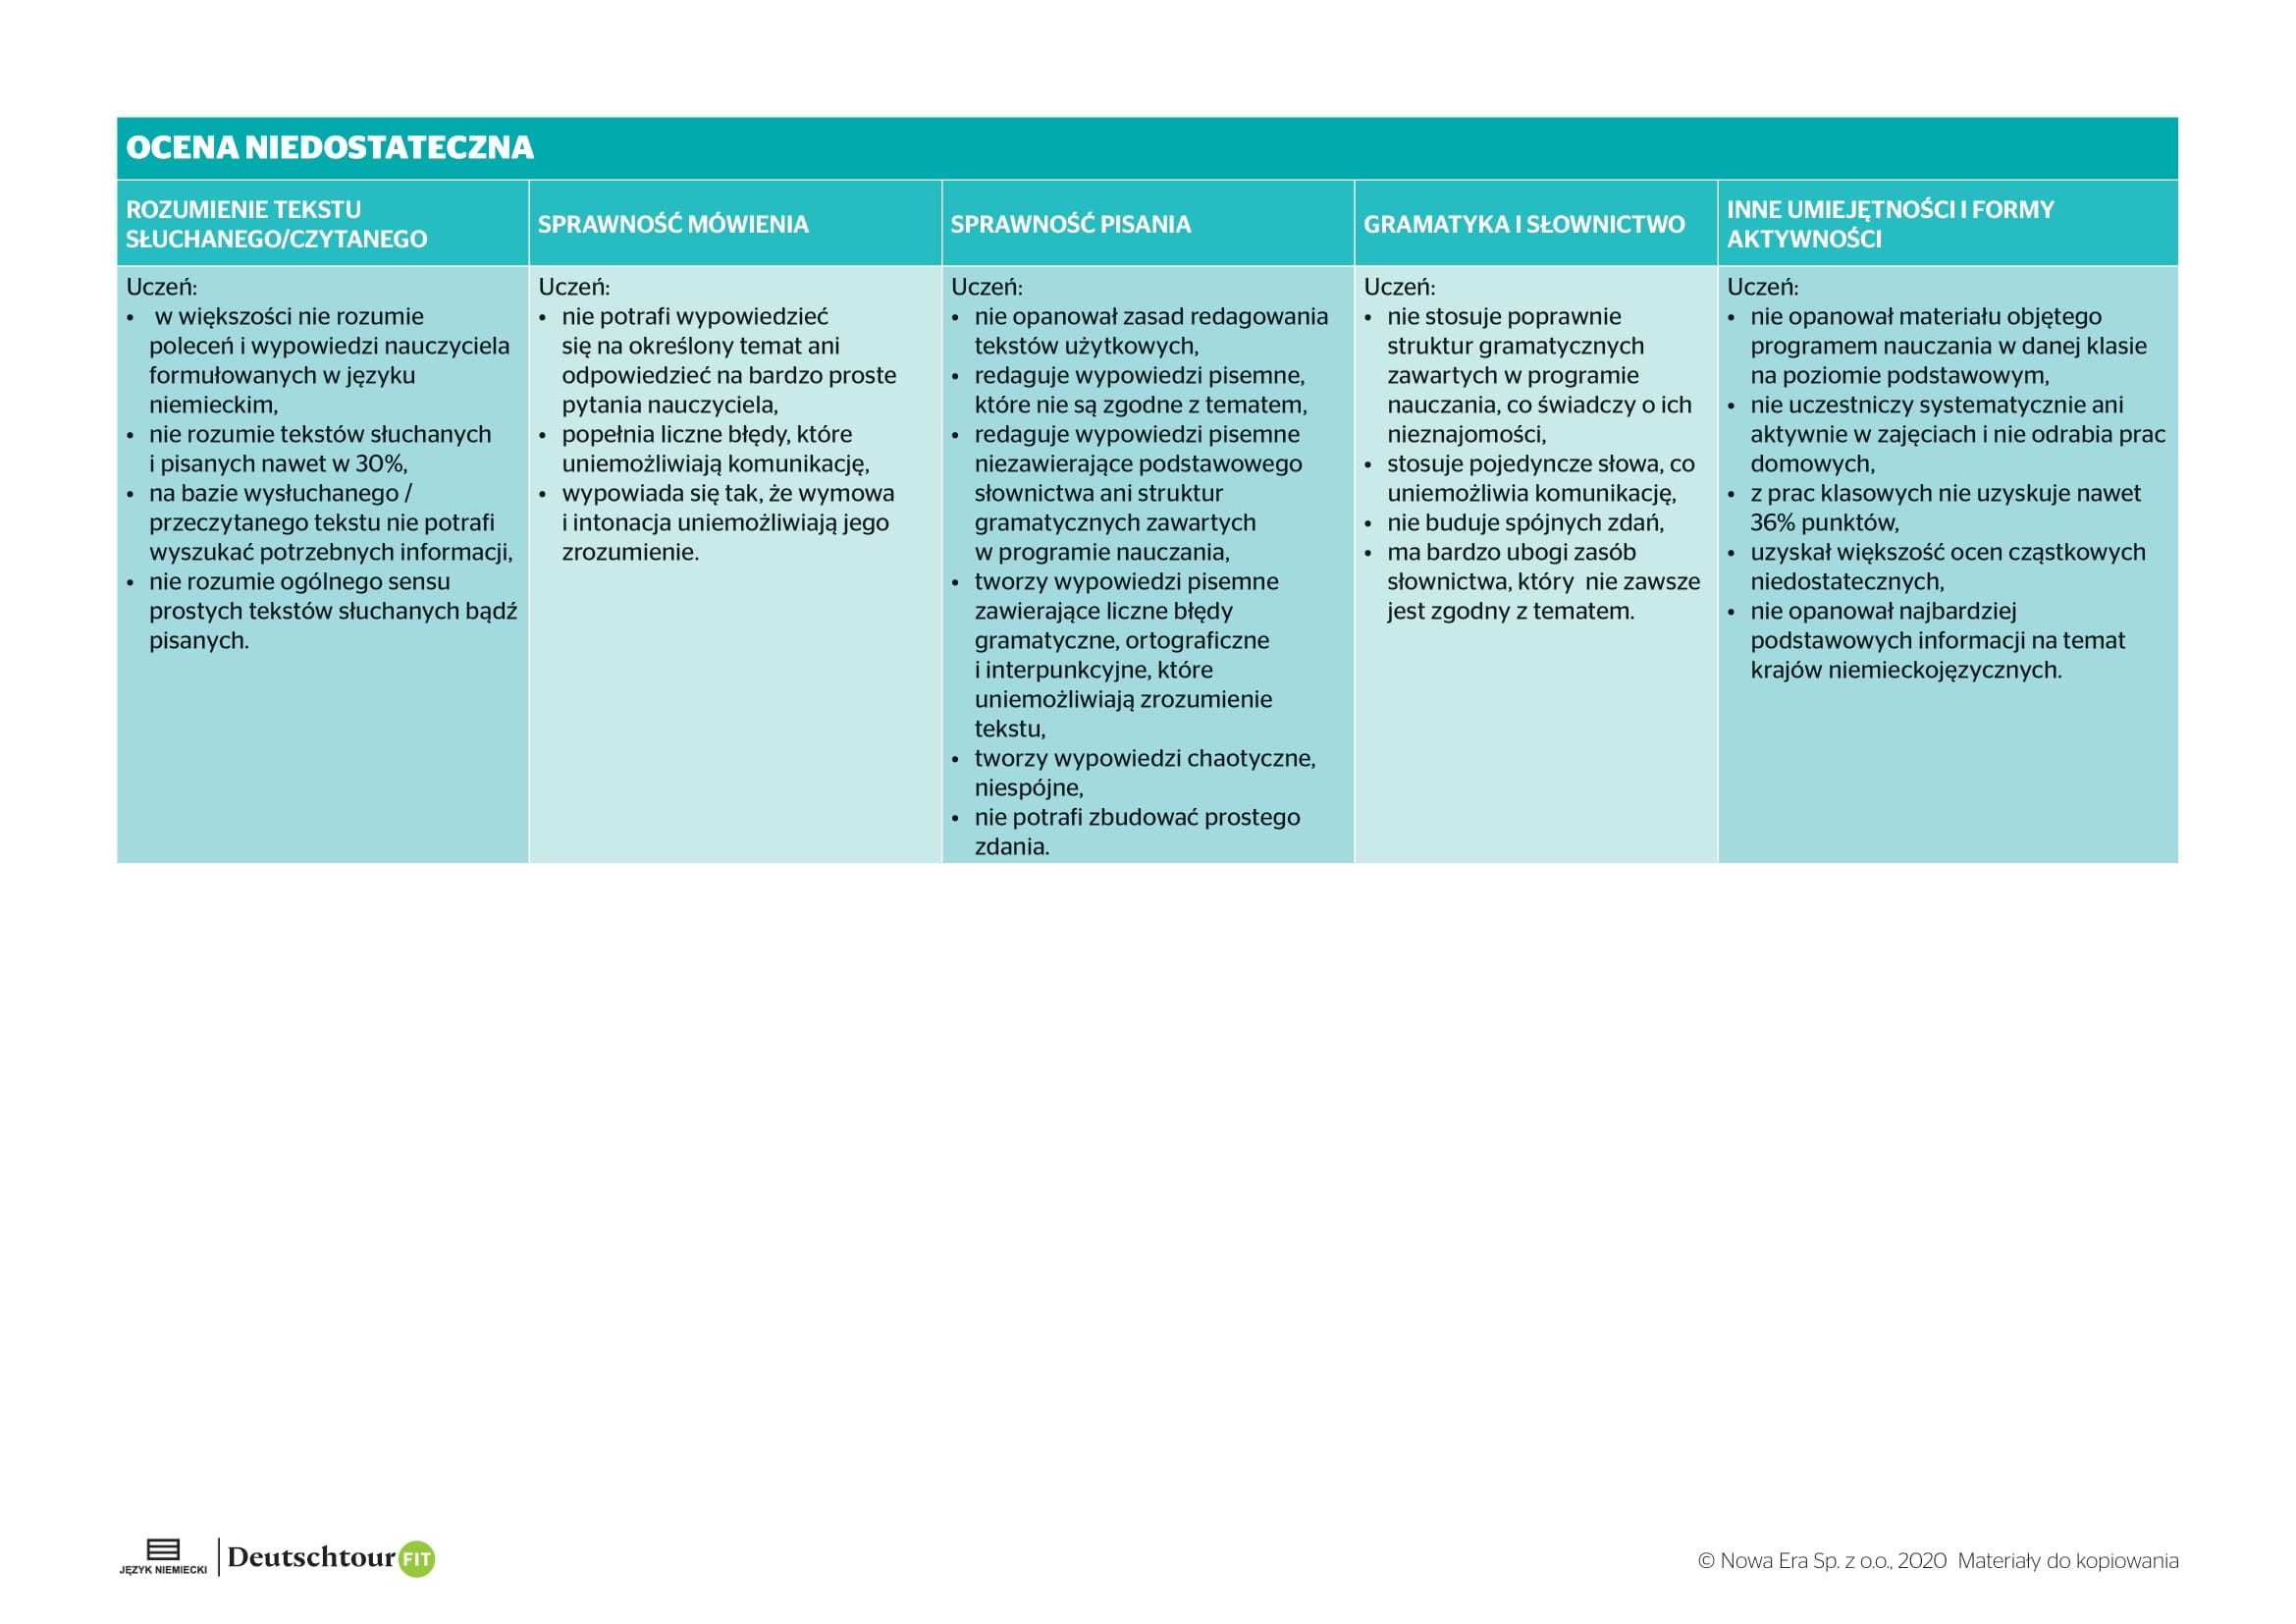 OCENA NIEDOSTATECZNA
ROZUMIENIE TEKSTU
SŁUCHANEGO/CZYTANEGO
SPRAWNOŚĆ MÓWIENIA
SPRAWNOŚĆ PISANIA
GRAMATYKA I SŁOWNICTWO
INNE UMIEJĘTNOŚCI I FORMY
AKTYWNOŚCI
Uczeń:
• w większości nie rozumie
poleceń i wypowiedzi nauczyciela
formułowanych w języku
niemieckim,
• nie rozumie tekstów słuchanych
i pisanych nawet w 30%,
• na bazie wysłuchanego /
przeczytanego tekstu nie potrafi
wyszukać potrzebnych informacji,
• nie rozumie ogólnego sensu
prostych tekstów słuchanych bądź
pisanych.
Uczeń:
• nie potrafi wypowiedzieć
się na określony temat ani
odpowiedzieć na bardzo proste
pytania nauczyciela,
• popełnia liczne błędy, które
uniemożliwiają komunikację,
• wypowiada się tak, że wymowa
i intonacja uniemożliwiają jego
zrozumienie.
Uczeń:
• nie opanował zasad redagowania
tekstów użytkowych,
• redaguje wypowiedzi pisemne,
które nie są zgodne z tematem,
• redaguje wypowiedzi pisemne
niezawierające podstawowego
słownictwa ani struktur
gramatycznych zawartych
w programie nauczania,
• tworzy wypowiedzi pisemne
zawierające liczne błędy
gramatyczne, ortograficzne
i interpunkcyjne, które
uniemożliwiają zrozumienie
tekstu,
• tworzy wypowiedzi chaotyczne,
niespójne,
• nie potrafi zbudować prostego
zdania.
Uczeń:
• nie stosuje poprawnie
struktur gramatycznych
zawartych w programie
nauczania, co świadczy o ich
nieznajomości,
• stosuje pojedyncze słowa, co
uniemożliwia komunikację,
• nie buduje spójnych zdań,
• ma bardzo ubogi zasób
słownictwa, który nie zawsze
jest zgodny z tematem.
Uczeń:
• nie opanował materiału objętego
programem nauczania w danej klasie
na poziomie podstawowym,
• nie uczestniczy systematycznie ani
aktywnie w zajęciach i nie odrabia prac
domowych,
• z prac klasowych nie uzyskuje nawet
36% punktów,
• uzyskał większość ocen cząstkowych
niedostatecznych,
• nie opanował najbardziej
podstawowych informacji na temat
krajów niemieckojęzycznych.
JĘZYK NIEMIECKI
Deutschtour FIT
© Nowa Era Sp. z o.o., 2020 Materiały do kopiowania